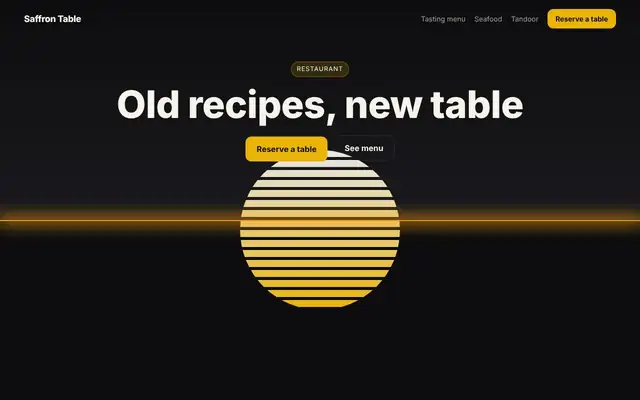 Saffron Table
Tasting menu Seafood Tandoor Reserve a table
RESTAURANT
Old recipes, new table
Reserve a table See menu